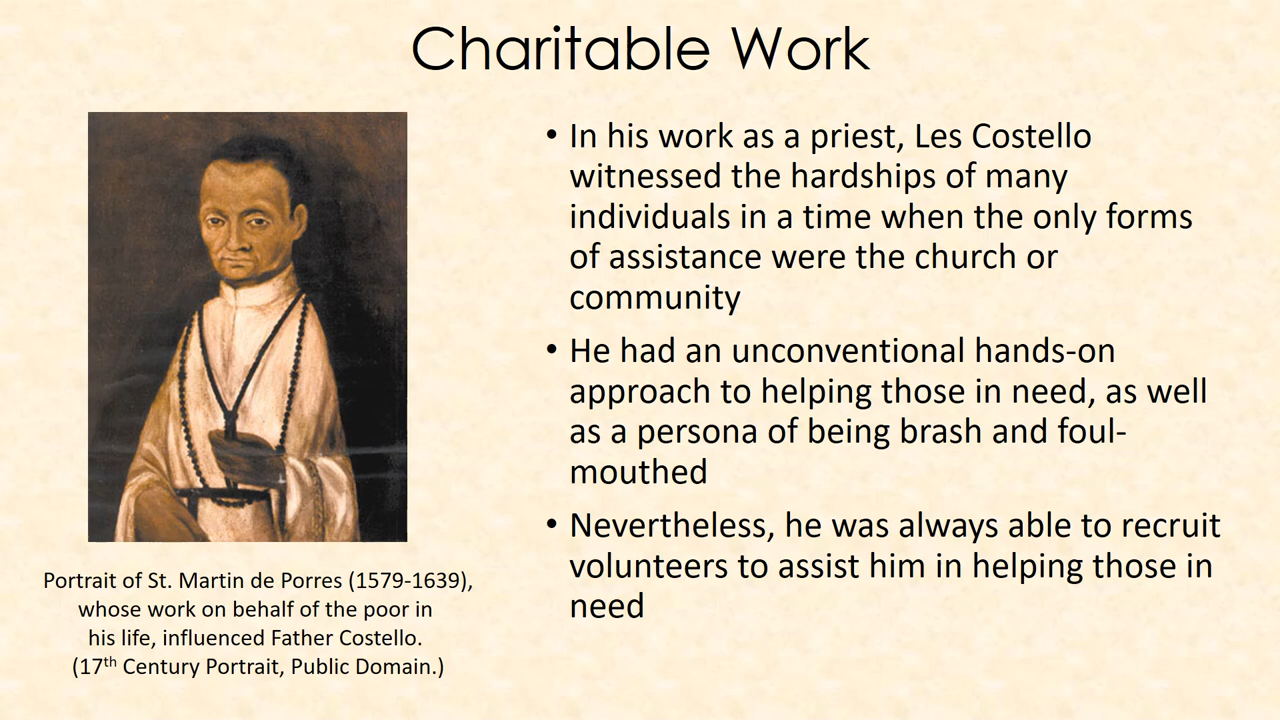 Charitable Work
• In his work as a priest, Les Costello
witnessed the hardships of many
individuals in a time when the only forms
of assistance were the church or
community
• He had an unconventional hands-on
approach to helping those in need, as well
as a persona of being brash and foul-
mouthed
• Nevertheless, he was always able to recruit
volunteers to assist him in helping those in
need
Portrait of St. Martin de Porres (1579-1639),
whose work on behalf of the poor in
his life, influenced Father Costello.
(17th Century Portrait, Public Domain.)